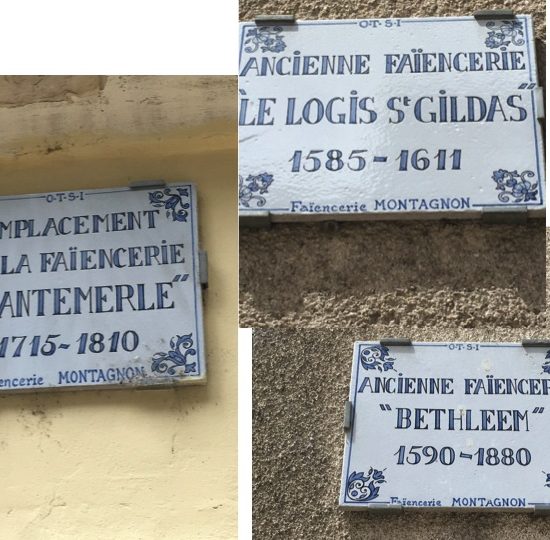 O-T-S-I
MPLACEMENT
LA FAÏENCERIE
ANTEMERLE"
1715-1810
encerie MONTAGNON
O-T-S-I
ANCIENNE FAÏENCERIE
"LE LOGIS St GILDAS"
1585-1611
Faïencerie MONTAGNON
O-T-S-I
ANCIENNE FAÏENCER
"BETHLEEM"
1590-1880
Faïencerie MONTAGNON